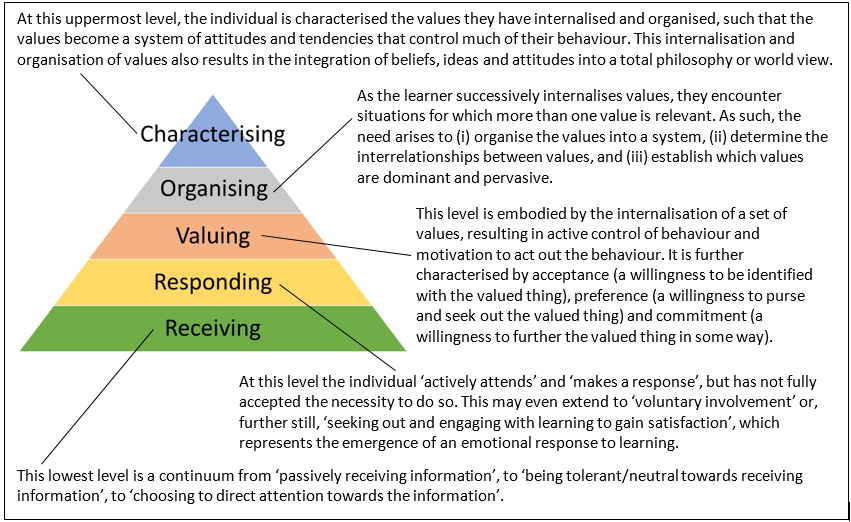 At this uppermost level, the individual is characterised the values they have internalised and organised, such that the
values become a system of attitudes and tendencies that control much of their behaviour. This internalisation and
organisation of values also results in the integration of beliefs, ideas and attitudes into a total philosophy or world view.
As the learner successively internalises values, they encounter
situations for which more than one value is relevant. As such, the
need arises to (i) organise the values into a system, (ii) determine the
interrelationships between values, and (iii) establish which values
are dominant and pervasive.
Characterising
Organising
Valuing
Responding
Receiving
This level is embodied by the internalisation of a set of
values, resulting in active control of behaviour and
motivation to act out the behaviour. It is further
characterised by acceptance (a willingness to be identified
with the valued thing), preference (a willingness to purse
and seek out the valued thing) and commitment (a
willingness to further the valued thing in some way).
At this level the individual ‘actively attends’ and ‘makes a response’, but has not fully
accepted the necessity to do so. This may even extend to ‘voluntary involvement’ or,
further still, ‘seeking out and engaging with learning to gain satisfaction’, which
represents the emergence of an emotional response to learning.
This lowest level is a continuum from ‘passively receiving information’, to ‘being tolerant/neutral towards receiving
information’, to ‘choosing to direct attention towards the information’.